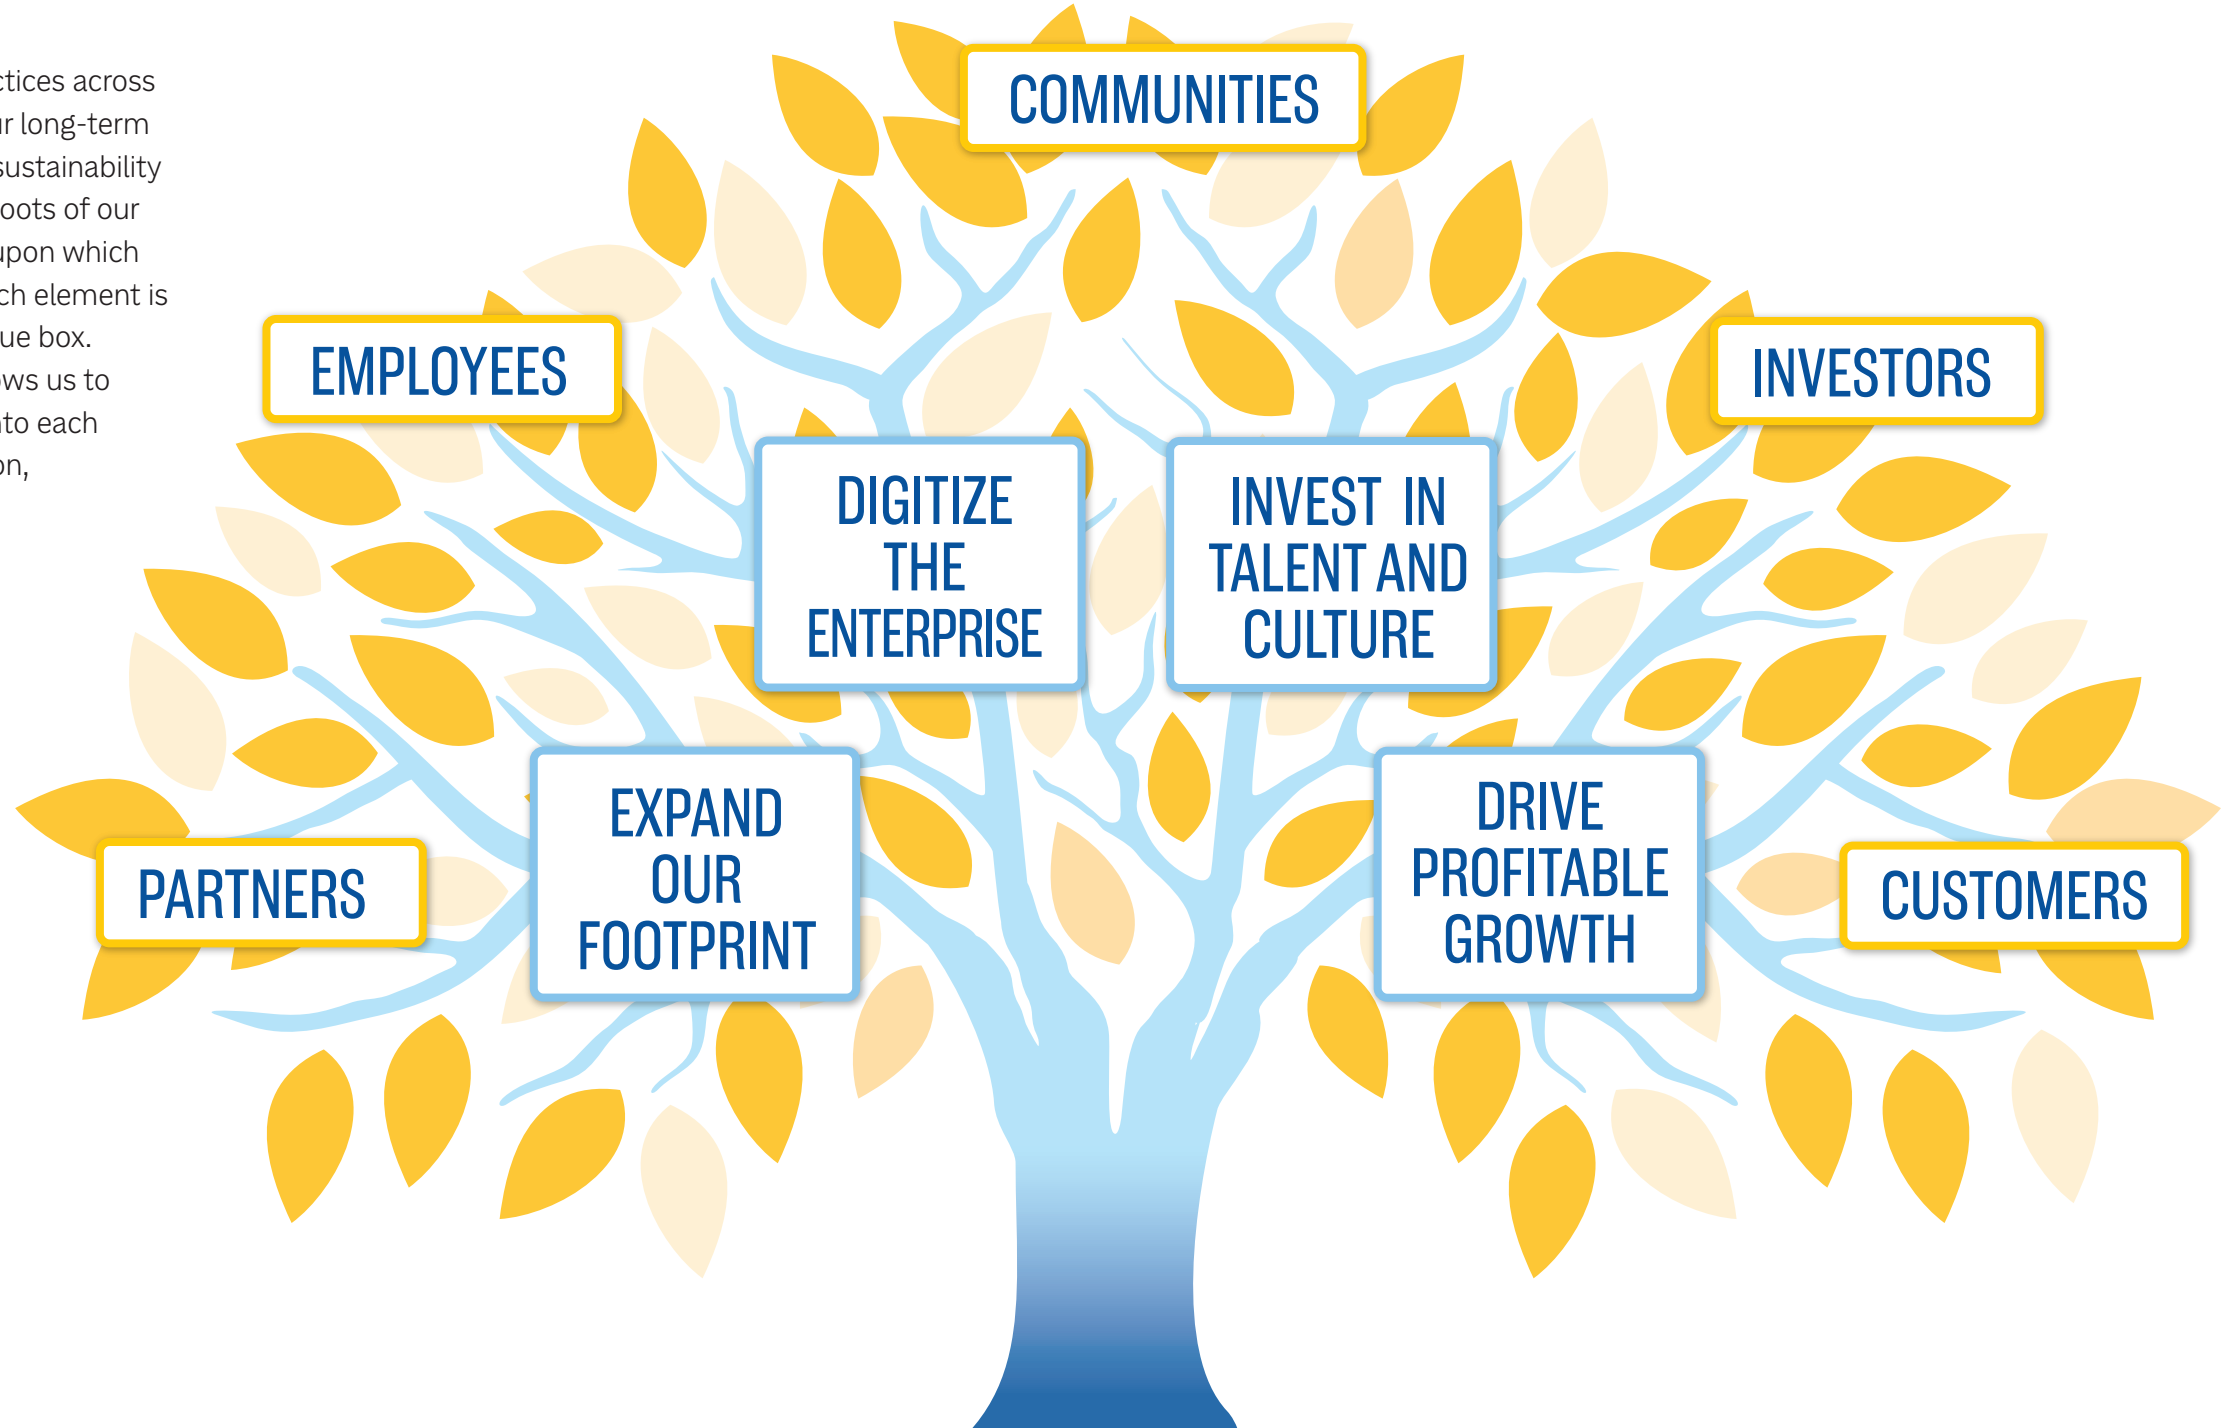 ctices across
r long-term
sustainability
oots of our
upon which
ch element is
ue box.
ows us to
nto each
on,
COMMUNITIES
EMPLOYEES
INVESTORS
DIGITIZE
THE
ENTERPRISE
INVEST IN
TALENT AND
CULTURE
EXPAND
OUR
FOOTPRINT
DRIVE
PROFITABLE
GROWTH
PARTNERS
CUSTOMERS